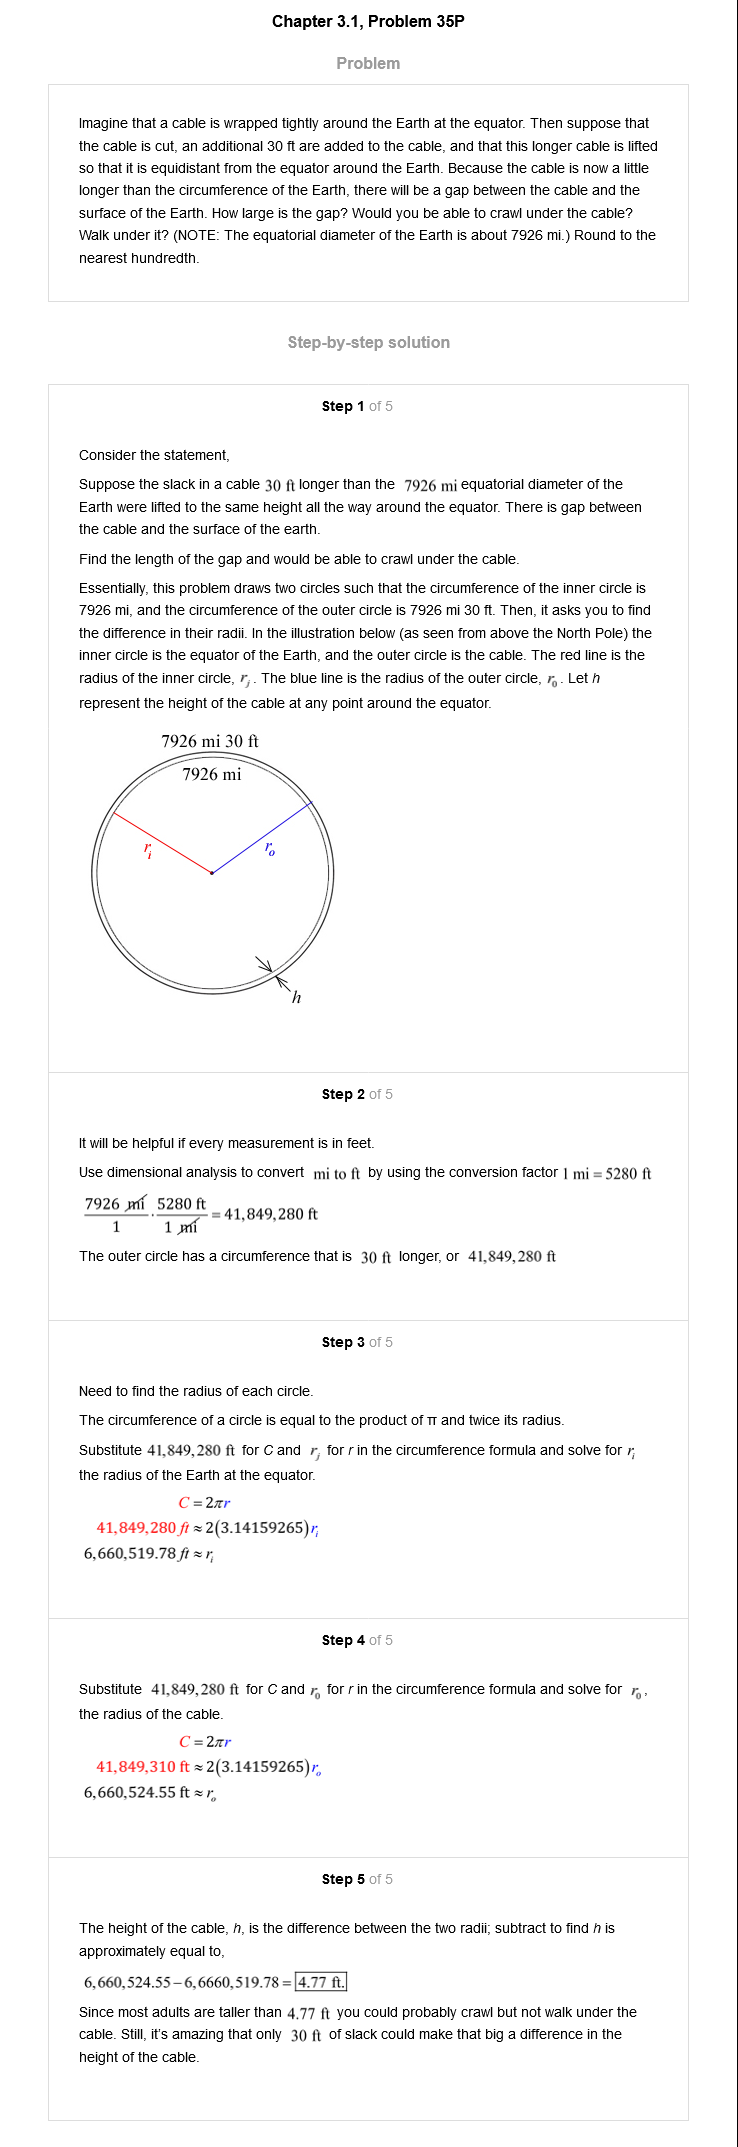 Chapter 3.1, Problem 35P
Problem
Imagine that a cable is wrapped tightly around the Earth at the equator. Then suppose that
the cable is cut, an additional 30 ft are added to the cable, and that this longer cable is lifted
so that it is equidistant from the equator around the Earth. Because the cable is now a little
longer than the circumference of the Earth, there will be a gap between the cable and the
surface of the Earth. How large is the gap? Would you be able to crawl under the cable?
Walk under it? (NOTE: The equatorial diameter of the Earth is about 7926 mi.) Round to the
nearest hundredth.
Step-by-step solution
Step 1 of 5
Consider the statement,
Suppose the slack in a cable 30 ft longer than the 7926 mi equatorial diameter of the
Earth were lifted to the same height all the way around the equator. There is gap between
the cable and the surface of the earth.
Find the length of the gap and would be able to crawl under the cable.
Essentially, this problem draws two circles such that the circumference of the inner circle is
7926 mi, and the circumference of the outer circle is 7926 mi 30 ft. Then, it asks you to find
the difference in their radii. In the illustration below (as seen from above the North Pole) the
inner circle is the equator of the Earth, and the outer circle is the cable. The red line is the
radius of the inner circle, r_i. The blue line is the radius of the outer circle, r_0. Let h
represent the height of the cable at any point around the equator.
7926 mi 30 ft
7926 mi
r_i
r_o
h
Step 2 of 5
It will be helpful if every measurement is in feet.
Use dimensional analysis to convert mi to ft by using the conversion factor 1 mi = 5280 ft
7926 mi/1 · 5280 ft/1 mi = 41,849,280 ft
The outer circle has a circumference that is 30 ft longer, or 41,849,280 ft
Step 3 of 5
Need to find the radius of each circle.
The circumference of a circle is equal to the product of π and twice its radius.
Substitute 41,849,280 ft for C and r_i for r in the circumference formula and solve for r_i
the radius of the Earth at the equator.
C = 2πr
41,849,280 ft ≈ 2(3.14159265)r_i
6,660,519.78 ft ≈ r_i
Step 4 of 5
Substitute 41,849,280 ft for C and r_0 for r in the circumference formula and solve for r_0,
the radius of the cable.
C = 2πr
41,849,310 ft ≈ 2(3.14159265)r_o
6,660,524.55 ft ≈ r_o
Step 5 of 5
The height of the cable, h, is the difference between the two radii; subtract to find h is
approximately equal to,
6,660,524.55 – 6,6660,519.78 = 4.77 ft.
Since most adults are taller than 4.77 ft you could probably crawl but not walk under the
cable. Still, it's amazing that only 30 ft of slack could make that big a difference in the
height of the cable.